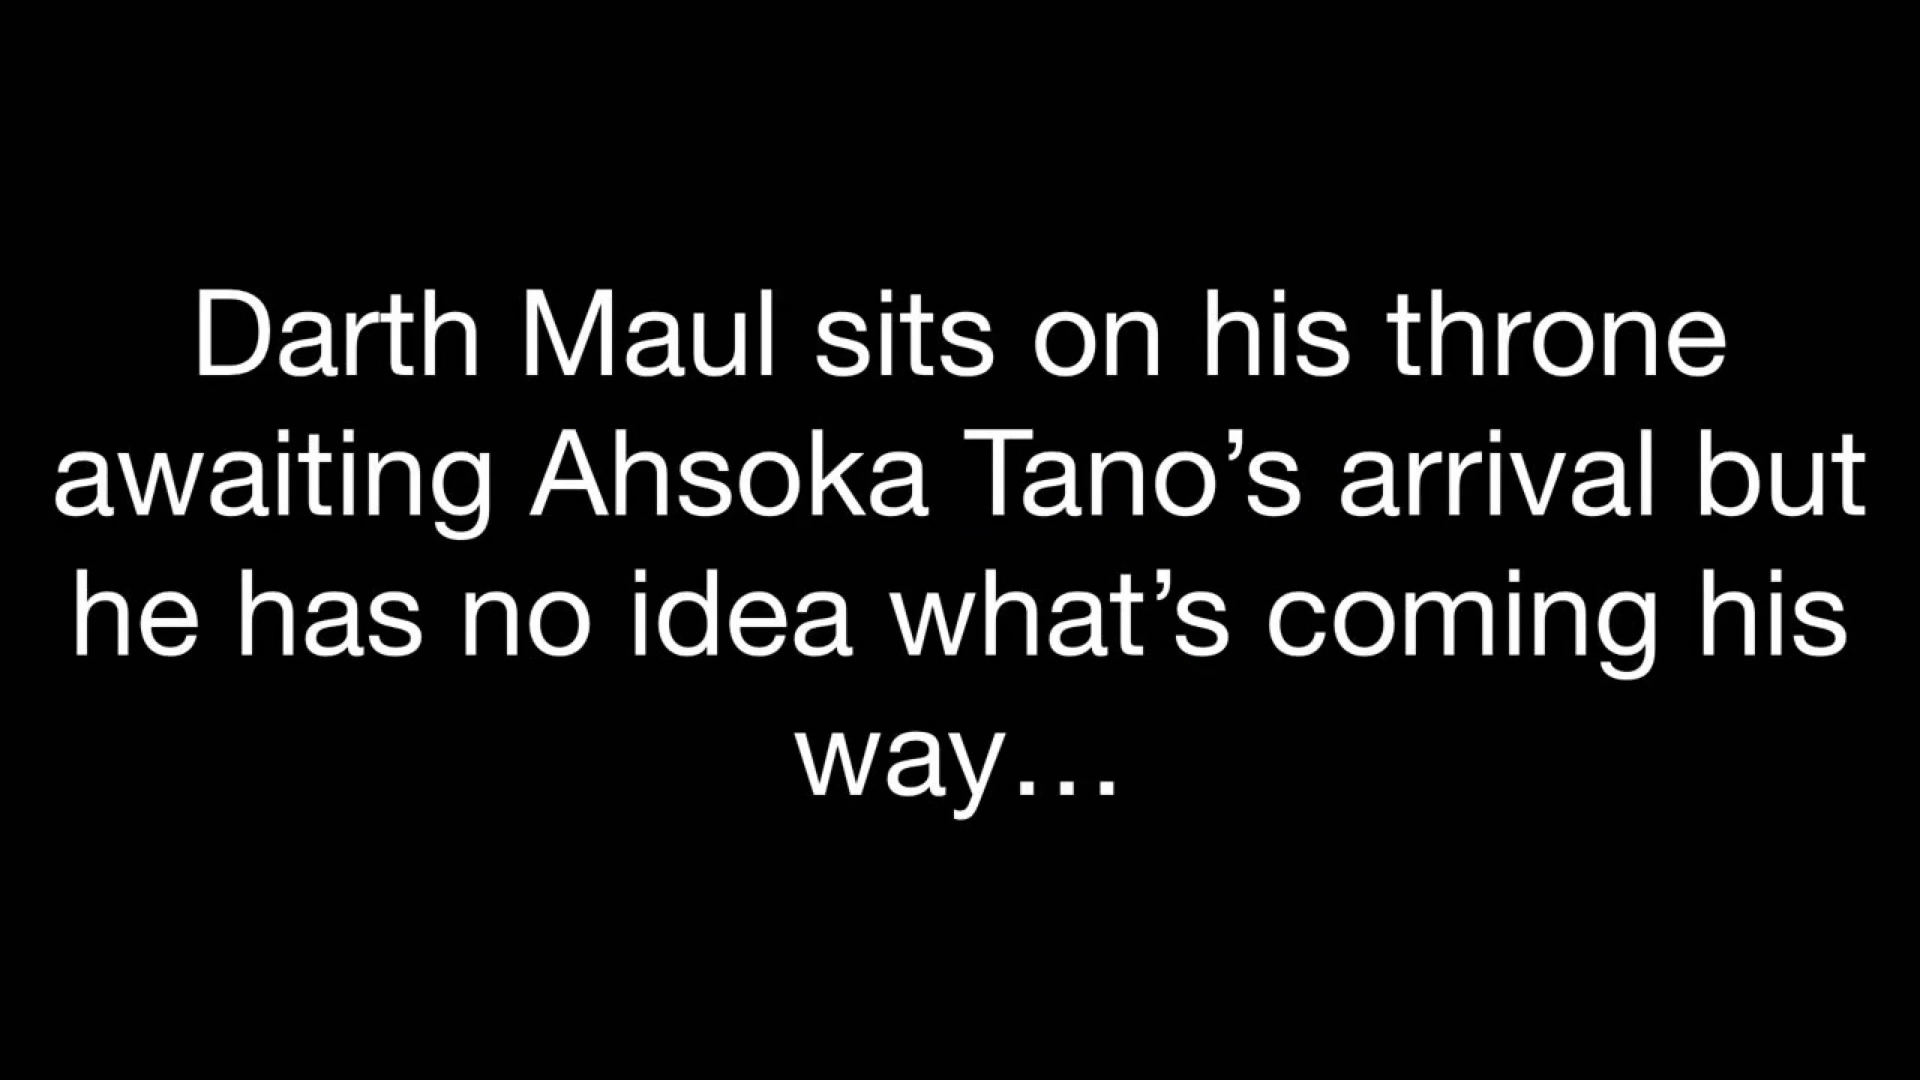 Darth Maul sits on his throne
awaiting Ahsoka Tano’s arrival but
he has no idea what’s coming his
way…